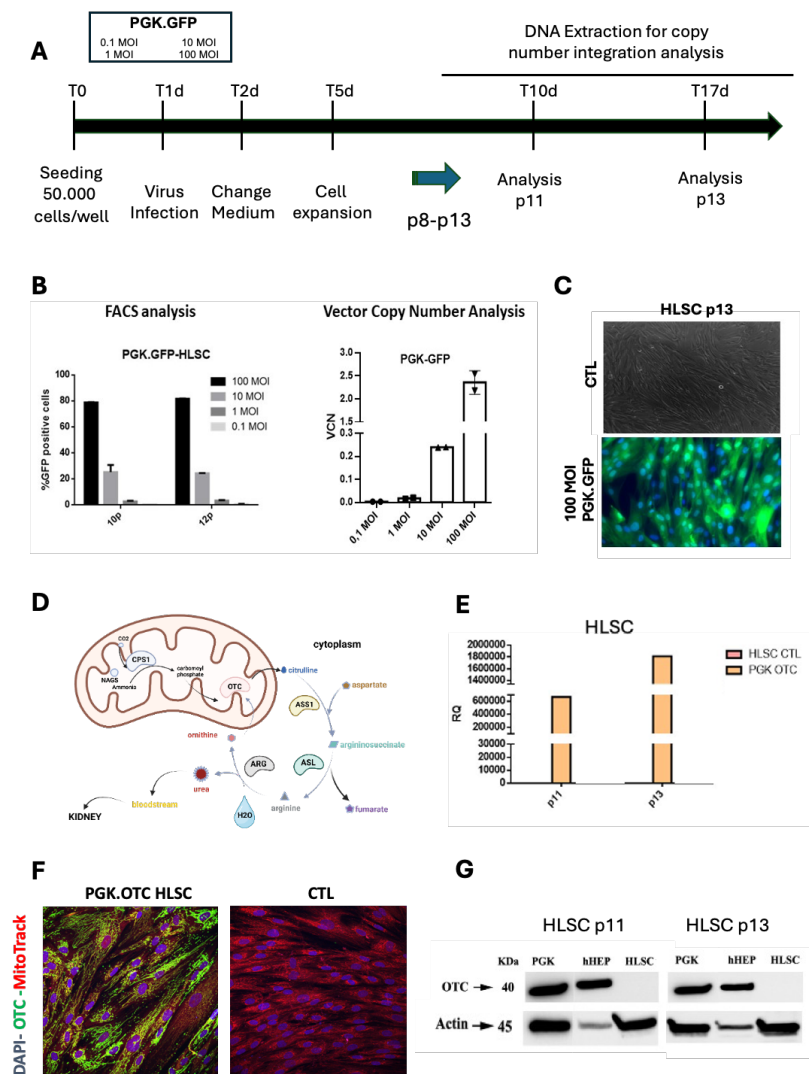 PGK.GFP
0.1 MOI 10 MOI
1 MOI 100 MOI
A
DNA Extraction for copy
number integration analysis
T0 T1d T2d T5d T10d T17d
Seeding
50.000
cells/well
Virus
Infection
Change
Medium
Cell
expansion
p8-p13
Analysis
p11
Analysis
p13
B
FACS analysis
PGK.GFP-HLSC
%GFP positive cells
100
80
60
40
20
0
10p 12p
100 MOI
10 MOI
1 MOI
0.1 MOI
Vector Copy Number Analysis
PGK-GFP
VCN
3.0
2.5
2.0
1.5
0.3
0.2
0.1
0.0
0,1 MOI
1 MOI
10 MOI
100 MOI
C
HLSC p13
CTL
100 MOI
PGK.GFP
D
cytoplasm
CO2
CPS1
NAGS
Ammonia
carbamoyl
phosphate
OTC
citrulline
aspartate
ASS1
ornithine
argininosuccinate
ARG
ASL
urea
bloodstream
KIDNEY
H2O
arginine
fumarate
E
HLSC
RQ
2000000
1800000
1600000
1400000
600000
400000
200000
30000
20000
10000
0
p11 p13
HLSC CTL
PGK OTC
F
PGK.OTC HLSC CTL
DAPI- OTC -MitoTrack
G
HLSC p11 HLSC p13
KDa PGK hHEP HLSC PGK hHEP HLSC
OTC 40
Actin 45